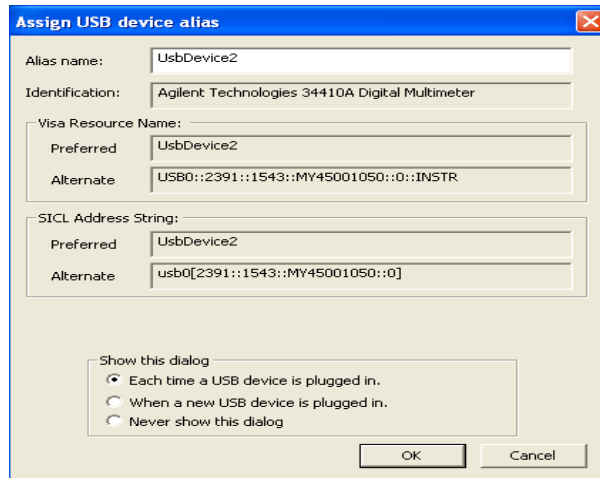 Assign USB device alias
Alias name: UsbDevice2
Identification: Agilent Technologies 34410A Digital Multimeter
Visa Resource Name:
Preferred UsbDevice2
Alternate USB0::2391::1543::MY45001050::0::INSTR
SICL Address String:
Preferred UsbDevice2
Alternate usb0[2391::1543::MY45001050::0]
Show this dialog
Each time a USB device is plugged in.
When a new USB device is plugged in.
Never show this dialog
OK Cancel